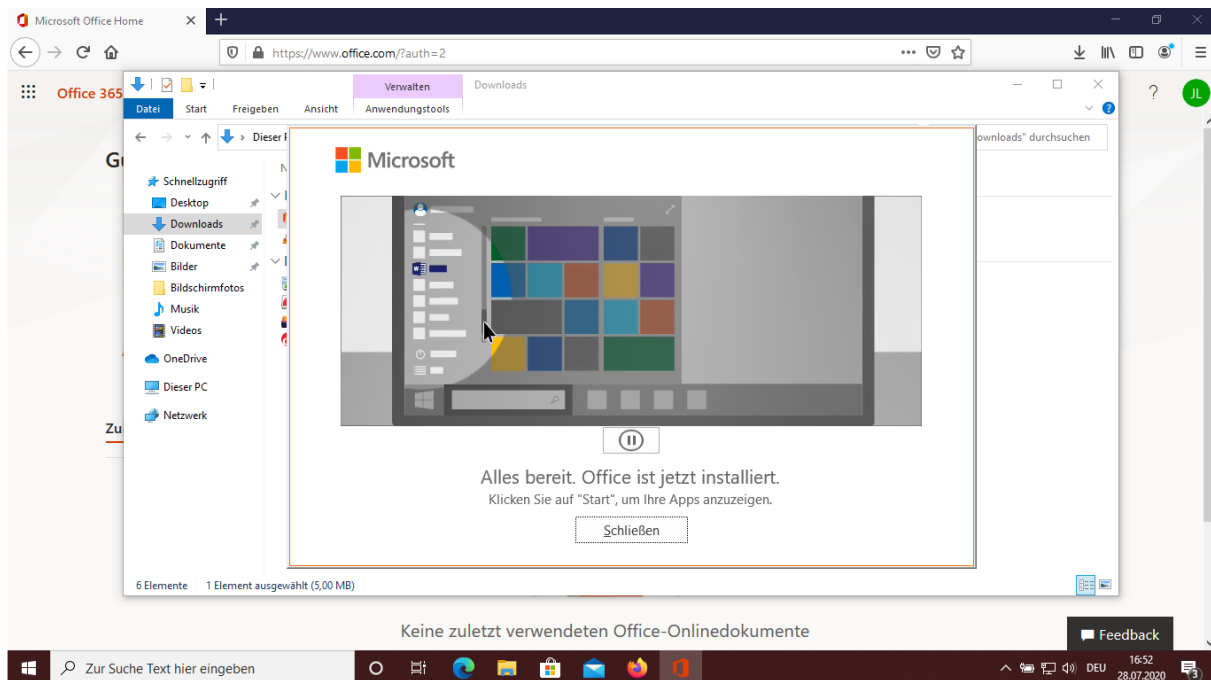 Microsoft Office Home
https://www.office.com/?auth=2
Office 365
Verwalten
Downloads
Datei
Start
Freigeben
Ansicht
Anwendungstools
Dieser
durchsuchen
JL
Microsoft
Schnellzugriff
Desktop
Downloads
Dokumente
Bilder
Bildschirmfotos
Musik
Videos
OneDrive
Dieser PC
Netzwerk
Zu
Alles bereit. Office ist jetzt installiert.
Klicken Sie auf "Start", um Ihre Apps anzuzeigen.
Schließen
6 Elemente
1 Element ausgewählt (5,00 MB)
Keine zuletzt verwendeten Office-Onlinedokumente
Feedback
Zur Suche Text hier eingeben
DEU
16:52
28.07.2020